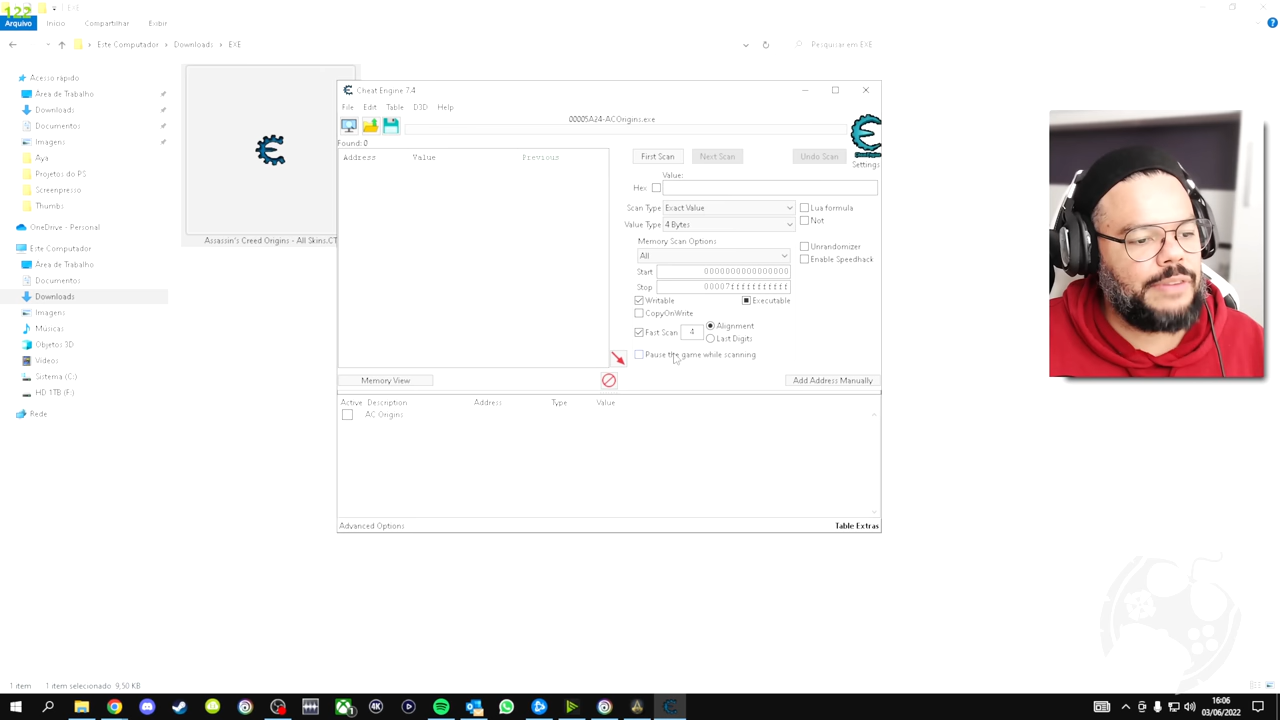 122
EXE
Arquivo Início Compartilhar Exibir
Este Computador Downloads EXE
Pesquisar em EXE
Acesso rápido
Área de Trabalho
Downloads
Documentos
Imagens
Aya
Projetos do PS
Screenpresso
Thumbs
OneDrive - Personal
Este Computador
Área de Trabalho
Documentos
Downloads
Imagens
Músicas
Objetos 3D
Vídeos
Sistema (C:)
HD 1TB (F:)
Rede
Assassin's Creed Origins - All Skins.CT
Cheat Engine 7.4
File Edit Table D3D Help
00005A24-ACOrigins.exe
Found: 0
Address Value Previous
First Scan Next Scan Undo Scan
Cheat Engine
Settings
Value:
Hex
Scan Type Exact Value
Lua formula
Not
Value Type 4 Bytes
Memory Scan Options
All
Unrandomizer
Enable Speedhack
Start 0000000000000000
Stop 00007fffffffffff
Writable Executable
CopyOnWrite
Fast Scan 4 Alignment
Last Digits
Pause the game while scanning
Memory View
Add Address Manually
Active Description Address Type Value
AC Origins
Advanced Options
Table Extras
1 item 1 item selecionado 9,50 KB
4K
1
16:06
03/06/2022